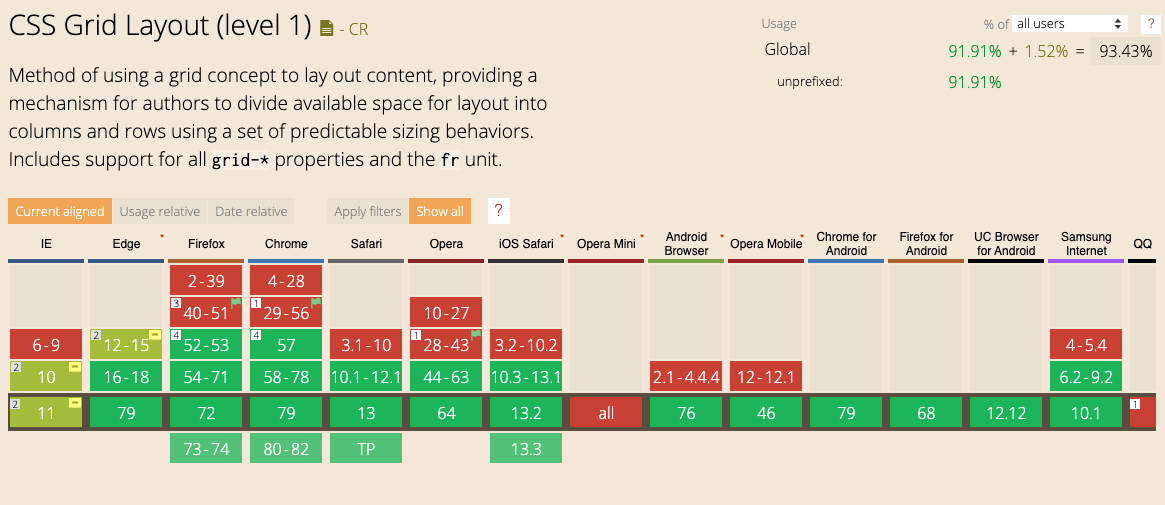 CSS Grid Layout (level 1) - CR
Usage % of all users ?
Global 91.91% + 1.52% = 93.43%
unprefixed: 91.91%
Method of using a grid concept to lay out content, providing a
mechanism for authors to divide available space for layout into
columns and rows using a set of predictable sizing behaviors.
Includes support for all grid-* properties and the fr unit.
Current aligned Usage relative Date relative Apply filters Show all ?
IE Edge * Firefox Chrome Safari Opera iOS Safari * Opera Mini * Android Browser * Opera Mobile * Chrome for Android Firefox for Android UC Browser for Android Samsung Internet QQ
2-39 4-28
3 40-51 1 29-56 10-27
6-9 2 12-15 4 52-53 4 57 3.1-10 1 28-43 3.2-10.2 4-5.4
2 10 16-18 54-71 58-78 10.1-12.1 44-63 10.3-13.1 2.1-4.4.4 12-12.1 6.2-9.2
2 11 79 72 79 13 64 13.2 all 76 46 79 68 12.12 10.1 1
73-74 80-82 TP 13.3